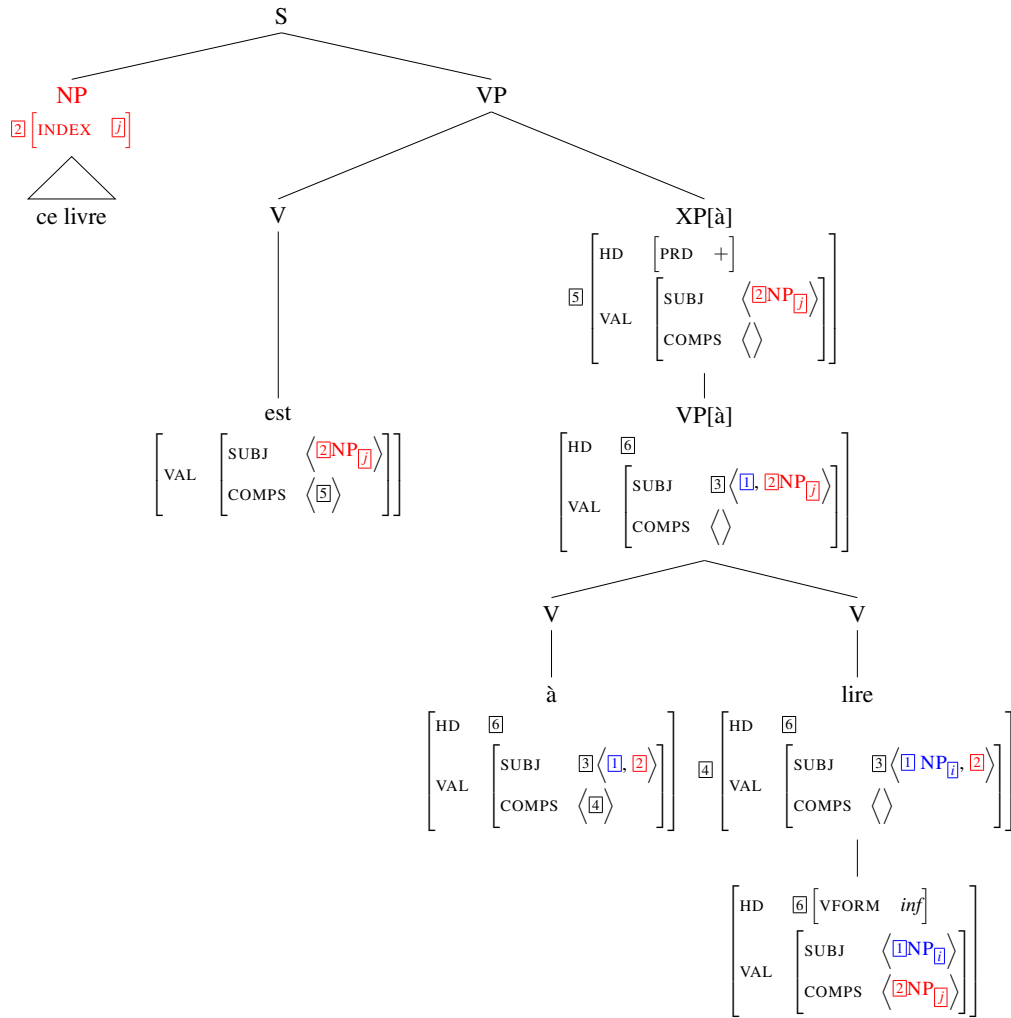 S
NP VP
2 [INDEX j]
ce livre
V XP[à]
5 [HD [PRD +]
VAL [SUBJ ⟨2NPj⟩
COMPS ⟨⟩]]
est VP[à]
[VAL [SUBJ ⟨2NPj⟩
COMPS ⟨5⟩]]
[HD 6
VAL [SUBJ 3⟨1, 2NPj⟩
COMPS ⟨⟩]]
V V
à lire
[HD 6
VAL [SUBJ 3⟨1, 2⟩
COMPS ⟨4⟩]]
4 [HD 6
VAL [SUBJ 3⟨1 NPi, 2⟩
COMPS ⟨⟩]]
[HD 6 [VFORM inf]
VAL [SUBJ ⟨1NPi⟩
COMPS ⟨2NPj⟩]]